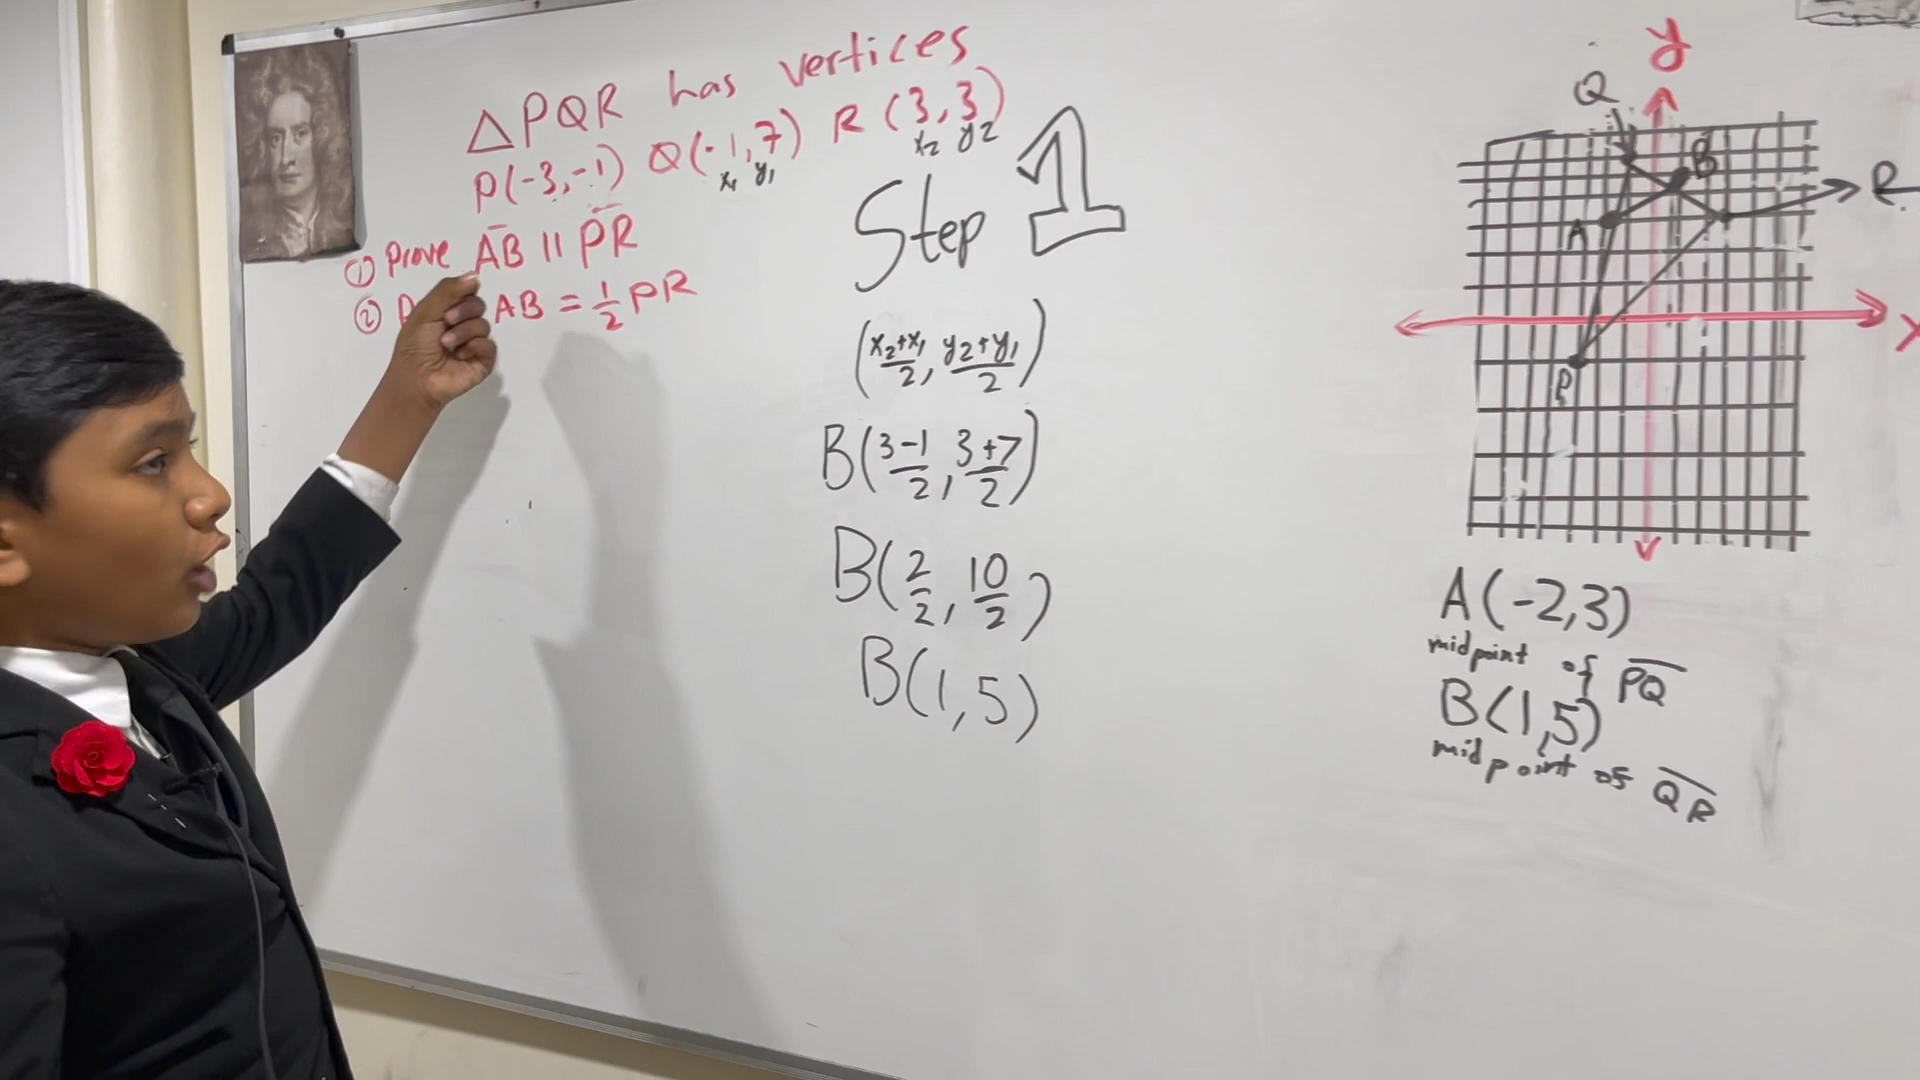 △PQR has vertices
P(-3,-1) Q(-1,7) R(3,3)
x₁ y₁ x₂ y₂
① Prove AB || PR
② AB = 1/2 PR
Step 1
(x₂+x₁/2, y₂+y₁/2)
B(3-1/2, 3+7/2)
B(2/2, 10/2)
B(1,5)
y
Q
B
R
A
x
P
A(-2,3)
midpoint of PQ
B(1,5)
midpoint of QR